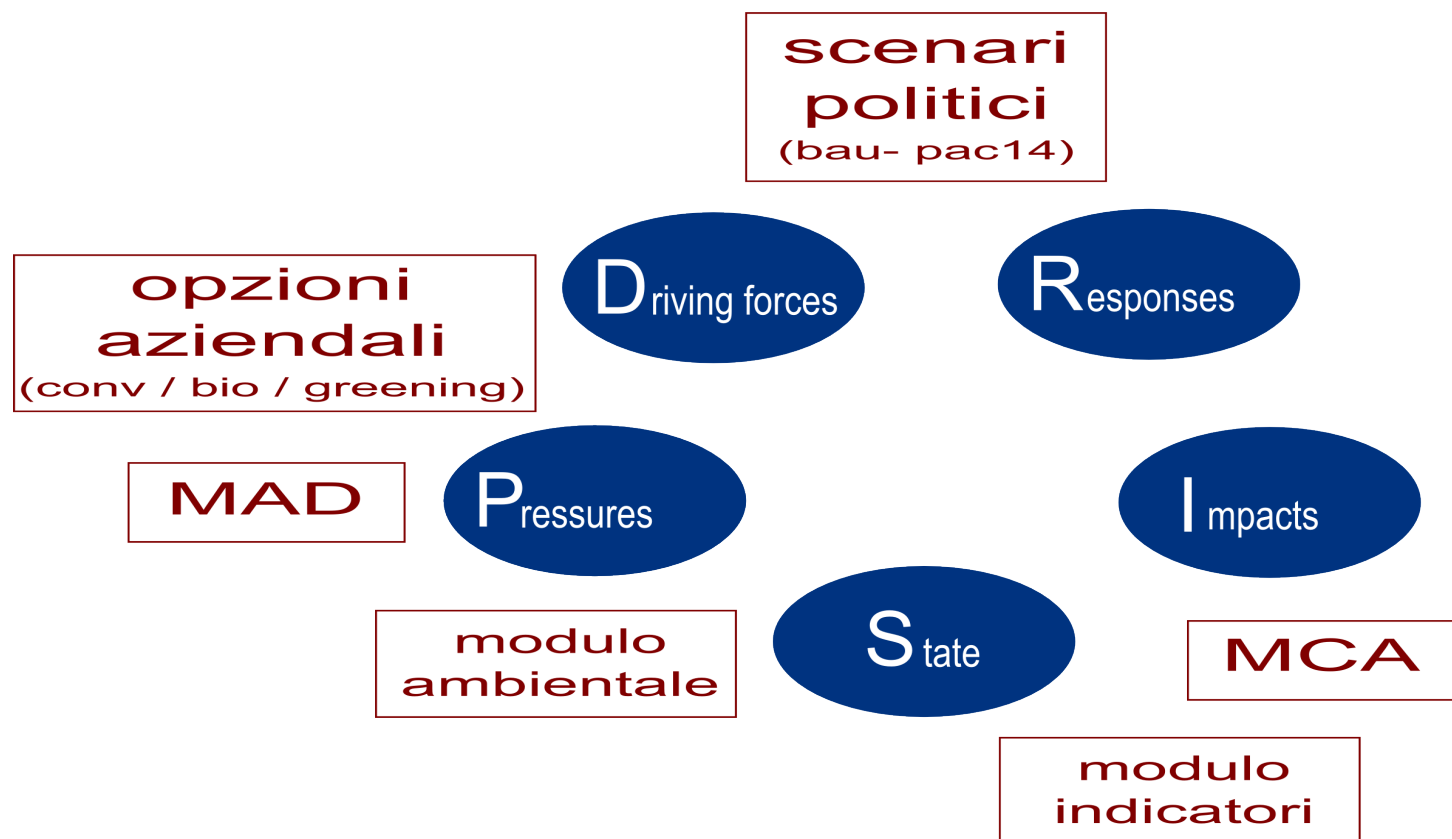 scenari
politici
(bau- pac14)
Driving forces
Responses
opzioni
aziendali
(conv / bio / greening)
MAD
Pressures
Impacts
modulo
ambientale
State
MCA
modulo
indicatori